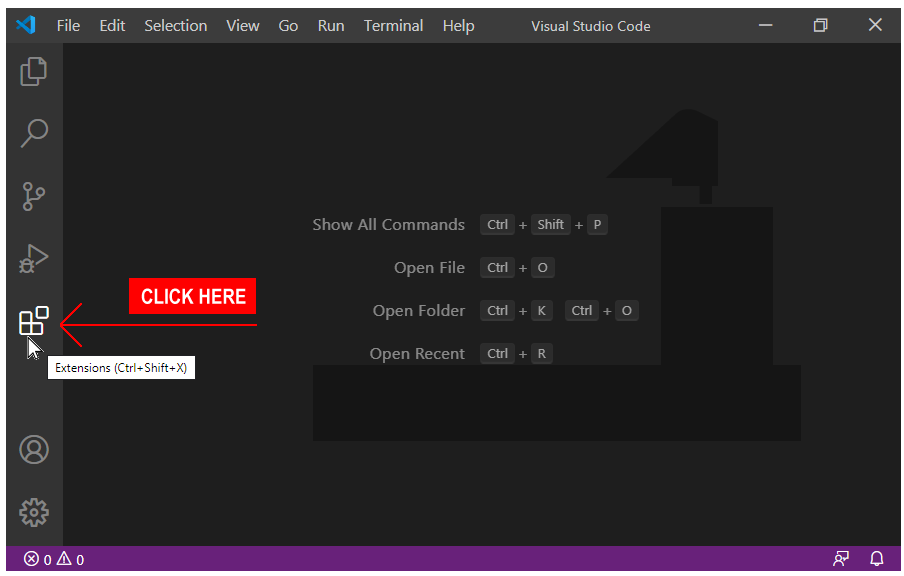 File Edit Selection View Go Run Terminal Help Visual Studio Code
Show All Commands Ctrl + Shift + P
Open File Ctrl + O
CLICK HERE
Open Folder Ctrl + K Ctrl + O
Open Recent Ctrl + R
Extensions (Ctrl+Shift+X)
0 0